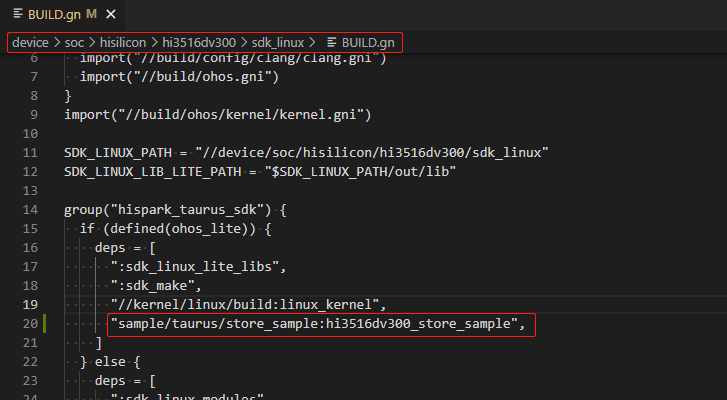 BUILD.gn M ×
device > soc > hisilicon > hi3516dv300 > sdk_linux > BUILD.gn
6 import("//build/config/clang/clang.gni")
7 import("//build/ohos.gni")
8 }
9 import("//build/ohos/kernel/kernel.gni")
10
11 SDK_LINUX_PATH = "//device/soc/hisilicon/hi3516dv300/sdk_linux"
12 SDK_LINUX_LIB_LITE_PATH = "$SDK_LINUX_PATH/out/lib"
13
14 group("hispark_taurus_sdk") {
15 if (defined(ohos_lite)) {
16 deps = [
17 ":sdk_linux_lite_libs",
18 ":sdk_make",
19 "//kernel/linux/build:linux_kernel",
20 "sample/taurus/store_sample:hi3516dv300_store_sample",
21 ]
22 } else {
23 deps = [
24 ":sdk_linux_modules"